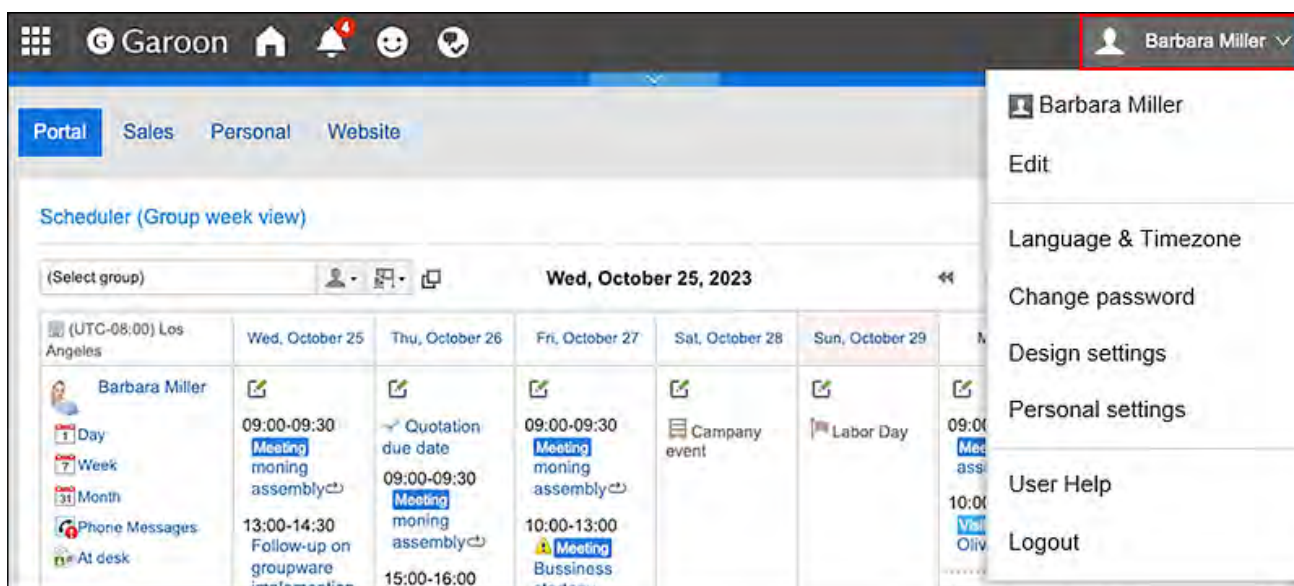 Garoon 4 Barbara Miller
Portal Sales Personal Website
Scheduler (Group week view)
(Select group) Wed, October 25, 2023
(UTC-08:00) Los Angeles
Wed, October 25
Thu, October 26
Fri, October 27
Sat, October 28
Sun, October 29
Barbara Miller
1 Day
7 Week
31 Month
Phone Messages
At desk
09:00-09:30
Meeting
moning
assembly
13:00-14:30
Follow-up on
groupware
Quotation
due date
09:00-09:30
Meeting
moning
assembly
15:00-16:00
09:00-09:30
Meeting
moning
assembly
10:00-13:00
Meeting
Bussiness
Campany
event
Labor Day
Barbara Miller
Edit
Language & Timezone
Change password
Design settings
Personal settings
User Help
Logout